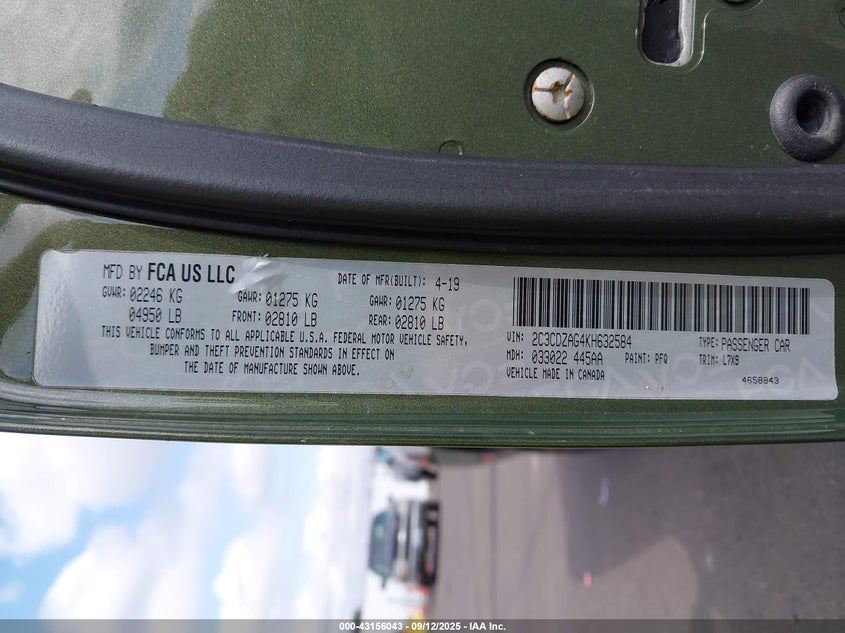 MFD BY FCA US LLC
DATE OF MFR(BUILT): 4-19
GVWR: 02246 KG GAWR: 01275 KG GAWR: 01275 KG
04950 LB FRONT: 02810 LB REAR: 02810 LB
THIS VEHICLE CONFORMS TO ALL APPLICABLE U.S.A. FEDERAL MOTOR VEHICLE SAFETY,
BUMPER AND THEFT PREVENTION STANDARDS IN EFFECT ON
THE DATE OF MANUFACTURE SHOWN ABOVE.
VIN: 2C3CDZAG4KH632584 TYPE: PASSENGER CAR
MDH: 033022 445AA PAINT: PFQ TRIM: L7X9
VEHICLE MADE IN CANADA
4658843
000-43156043 - 09/12/2025 - IAA Inc.